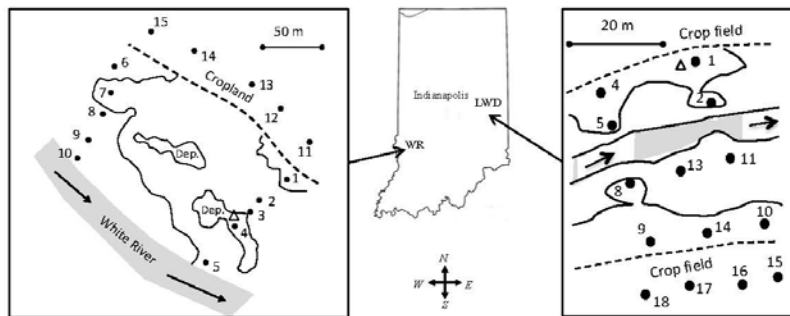 15
50 m
14
6
Cropland
7
13
8
12
9
Dep.
11
10
1
2
Dep.
3
4
White River
5
Indianapolis
LWD
WR
N
W E
S
20 m
Crop field
1
4
2
5
13
11
8
10
9
14
Crop field
15
16
17
18